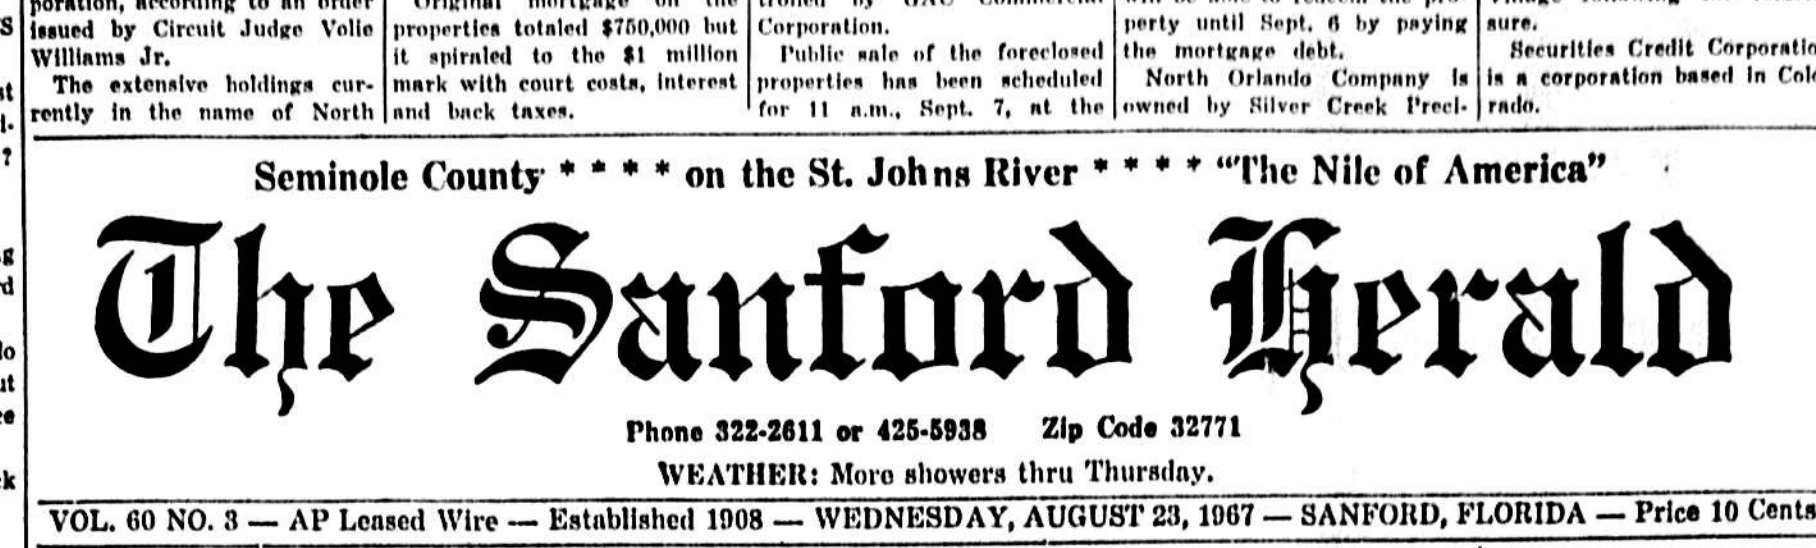 issued by Circuit Judge Volie
Williams Jr.
The extensive holdings cur-
rently in the name of North
properties totaled $750,000 but
it spiraled to the $1 million
mark with court costs, interest
and back taxes.
Corporation.
Public sale of the foreclosed
properties has been scheduled
for 11 a.m., Sept. 7, at the
perty until Sept. 6 by paying
the mortgage debt.
North Orlando Company is
owned by Silver Creek Preci-
sure.
Securities Credit Corporatio
is a corporation based in Colo
rado.
Seminole County * * * * on the St. Johns River * * * * "The Nile of America"
The Sanford Herald
Phone 322-2611 or 425-5938 Zip Code 32771
WEATHER: More showers thru Thursday.
VOL. 60 NO. 3 — AP Leased Wire — Established 1908 — WEDNESDAY, AUGUST 23, 1967 — SANFORD, FLORIDA — Price 10 Cents